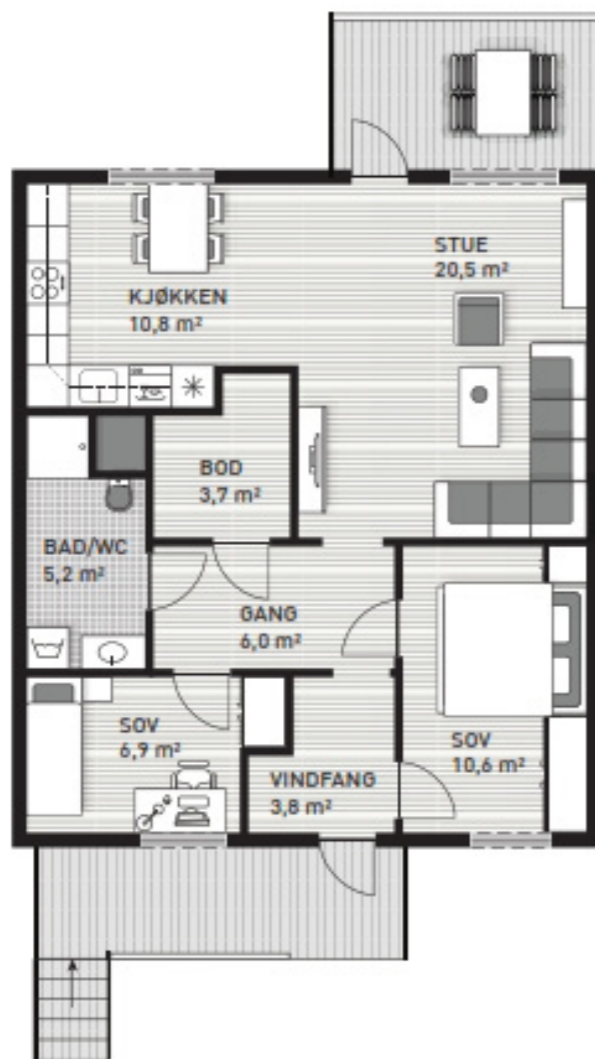 STUE
20,5 m²
KJØKKEN
10,8 m²
BOD
3,7 m²
BAD/WC
5,2 m²
GANG
6,0 m²
SOV
6,9 m²
SOV
10,6 m²
VINDFANG
3,8 m²